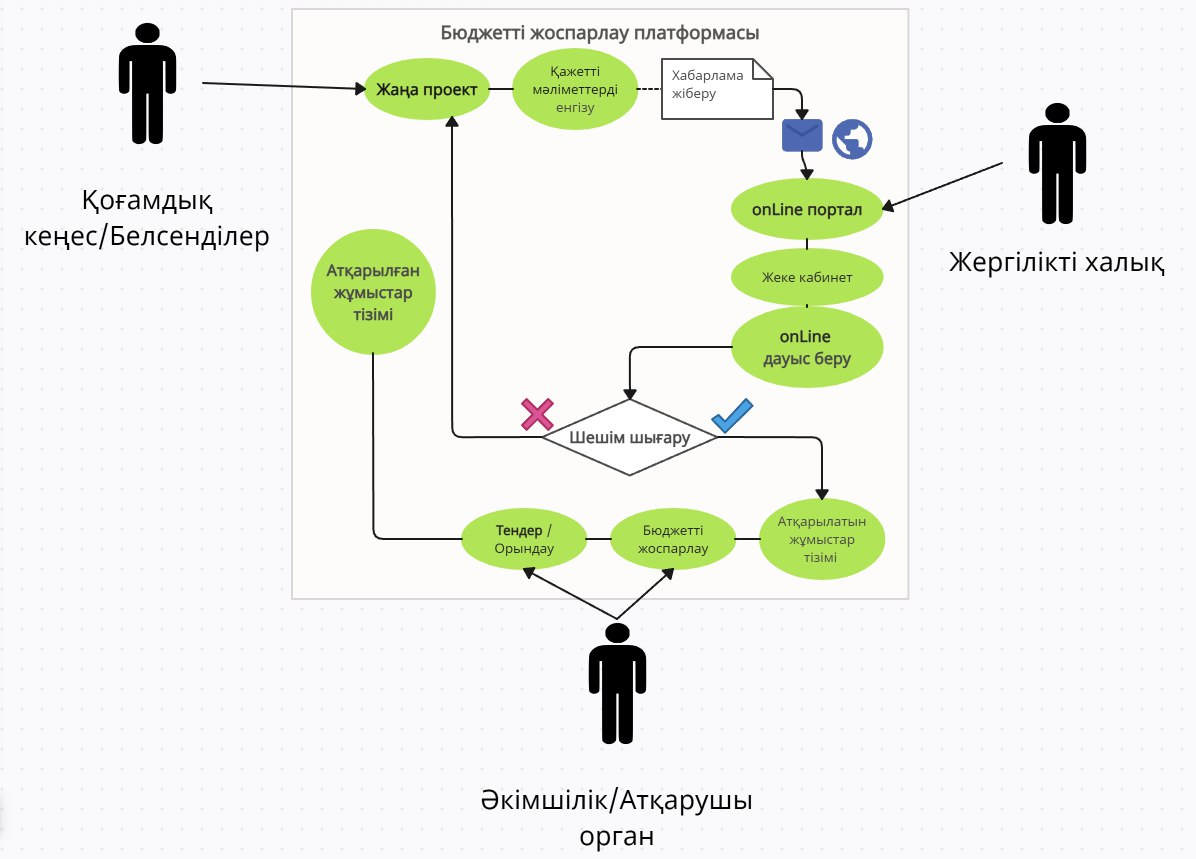 Бюджетті жоспарлау платформасы
Жаңа проект
Қажетті
мәліметтерді
енгізу
Хабарлама
жіберу
Қоғамдық
кеңес/Белсенділер
onLine портал
Жергілікті халық
Жеке кабинет
onLine
дауыс беру
Атқарылған
жұмыстар
тізімі
Шешім шығару
Тендер /
Орындау
Бюджетті
жоспарлау
Атқарылатын
жұмыстар
тізімі
Әкімшілік/Атқарушы
орган